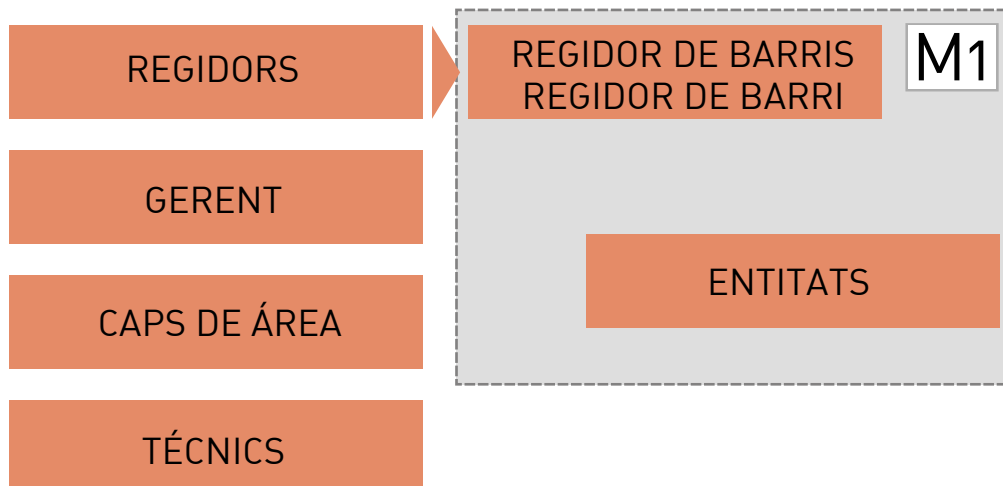 REGIDORS
REGIDOR DE BARRIS
REGIDOR DE BARRI
M1
GERENT
ENTITATS
CAPS DE ÁREA
TÉCNICS